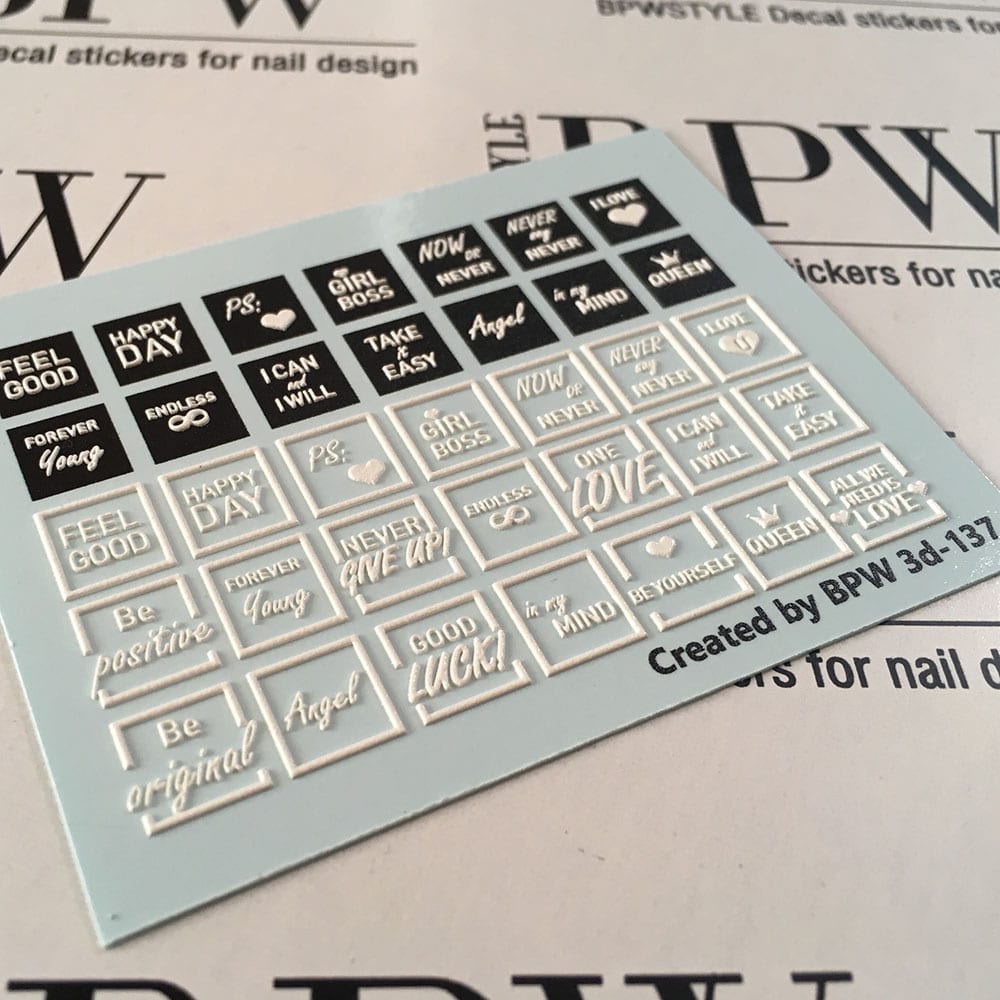 BPW
ecal stickers for nail design
BPWSTYLE Decal stickers for
W
YLE
BPW
ickers for na
FEEL
GOOD
HAPPY
DAY
PS:
GIRL
BOSS
NOW
or
NEVER
NEVER
say
NEVER
I LOVE
FOREVER
Young
ENDLESS
I CAN
and
I WILL
TAKE
it
EASY
Angel
in my
MIND
QUEEN
FEEL
GOOD
HAPPY
DAY
PS:
GIRL
BOSS
NOW
OR
NEVER
NEVER
say
NEVER
I LOVE
Be
positive
FOREVER
Young
NEVER
GIVE UP!
ENDLESS
ONE
LOVE
I CAN
and
I WILL
TAKE
it
EASY
Be
original
Angel
GOOD
LUCK!
in my
MIND
BE YOURSELF
QUEEN
ALL WE
NEED IS
LOVE
Created by BPW 3d-137
rs for nail d